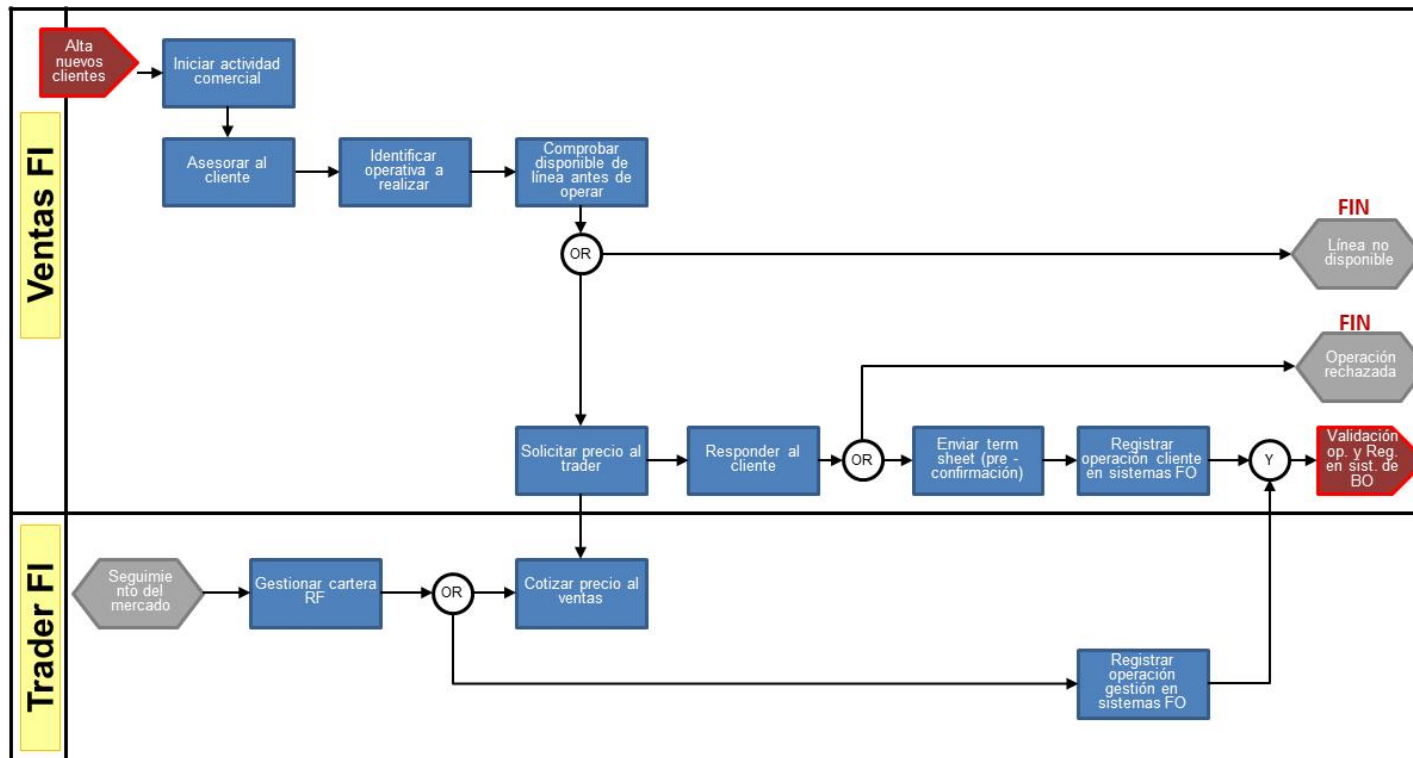 Ventas FI
Alta
nuevos
clientes
Iniciar actividad
comercial
Asesorar al
cliente
Identificar
operativa a
realizar
Comprobar
disponible de
línea antes de
operar
OR
FIN
Línea no
disponible
FIN
Operación
rechazada
Solicitar precio al
trader
Responder al
cliente
OR
Enviar term
sheet (pre -
confirmación)
Registrar
operación cliente
en sistemas FO
Y
Validación
op. y Reg.
en sist. de
BO
Trader FI
Seguimie
nto del
mercado
Gestionar cartera
RF
OR
Cotizar precio al
ventas
Registrar
operación
gestión en
sistemas FO